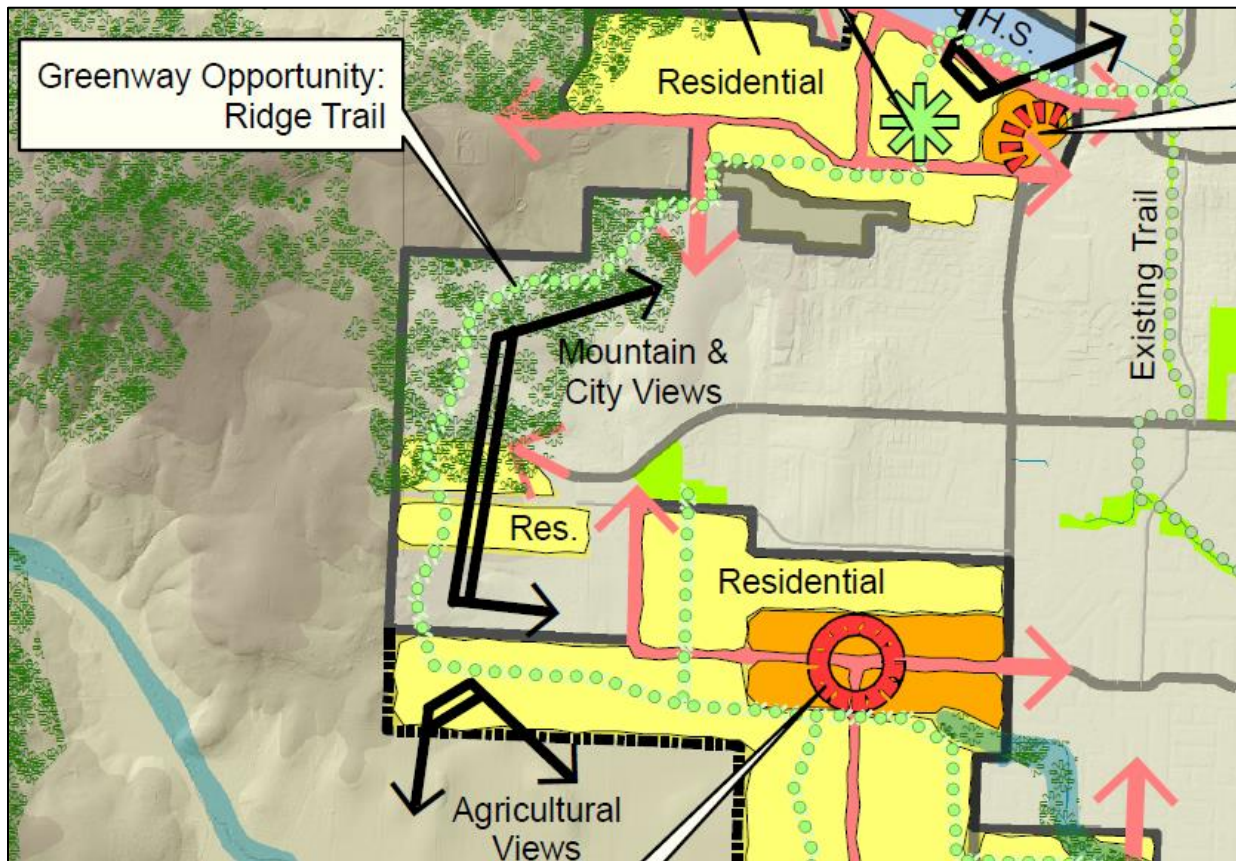 H.S.
Greenway Opportunity:
Ridge Trail
Residential
Existing Trail
Mountain &
City Views
Res.
Residential
Agricultural
Views